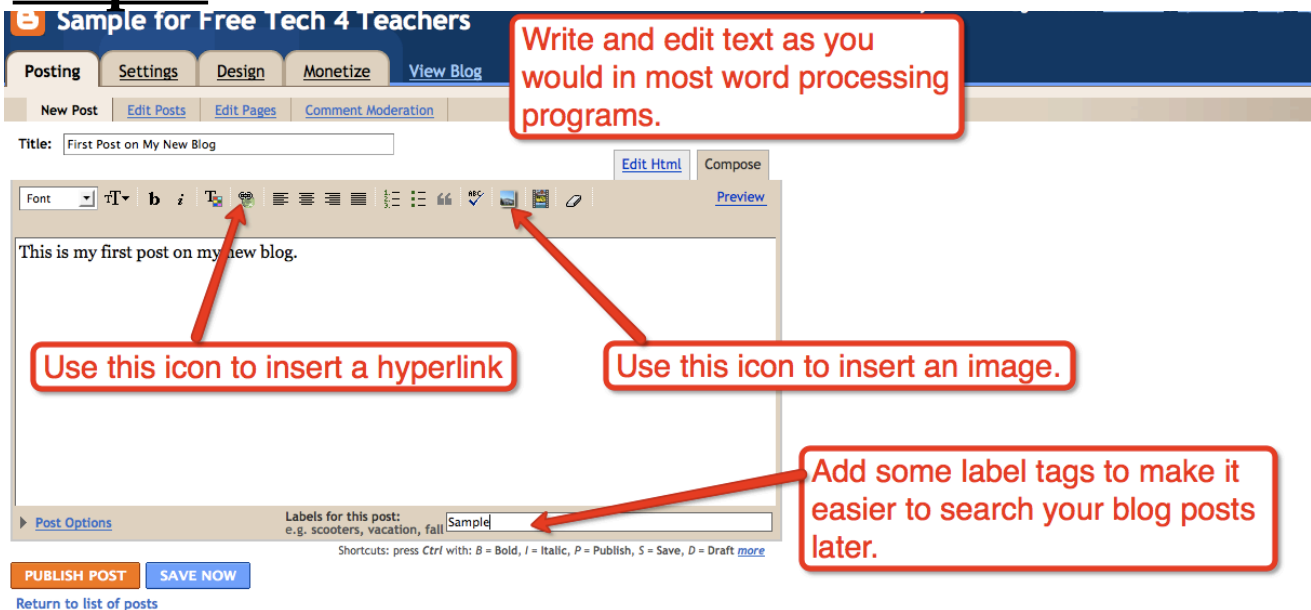 Sample for Free Tech 4 Teachers
Write and edit text as you
would in most word processing
programs.
Posting Settings Design Monetize View Blog
New Post Edit Posts Edit Pages Comment Moderation
Title: First Post on My New Blog
Edit Html Compose
Font T b i T ABC Preview
This is my first post on my new blog.
Use this icon to insert a hyperlink
Use this icon to insert an image.
Add some label tags to make it
easier to search your blog posts
later.
Post Options
Labels for this post:
e.g. scooters, vacation, fall Sample
Shortcuts: press Ctrl with: B = Bold, I = Italic, P = Publish, S = Save, D = Draft more
PUBLISH POST SAVE NOW
Return to list of posts